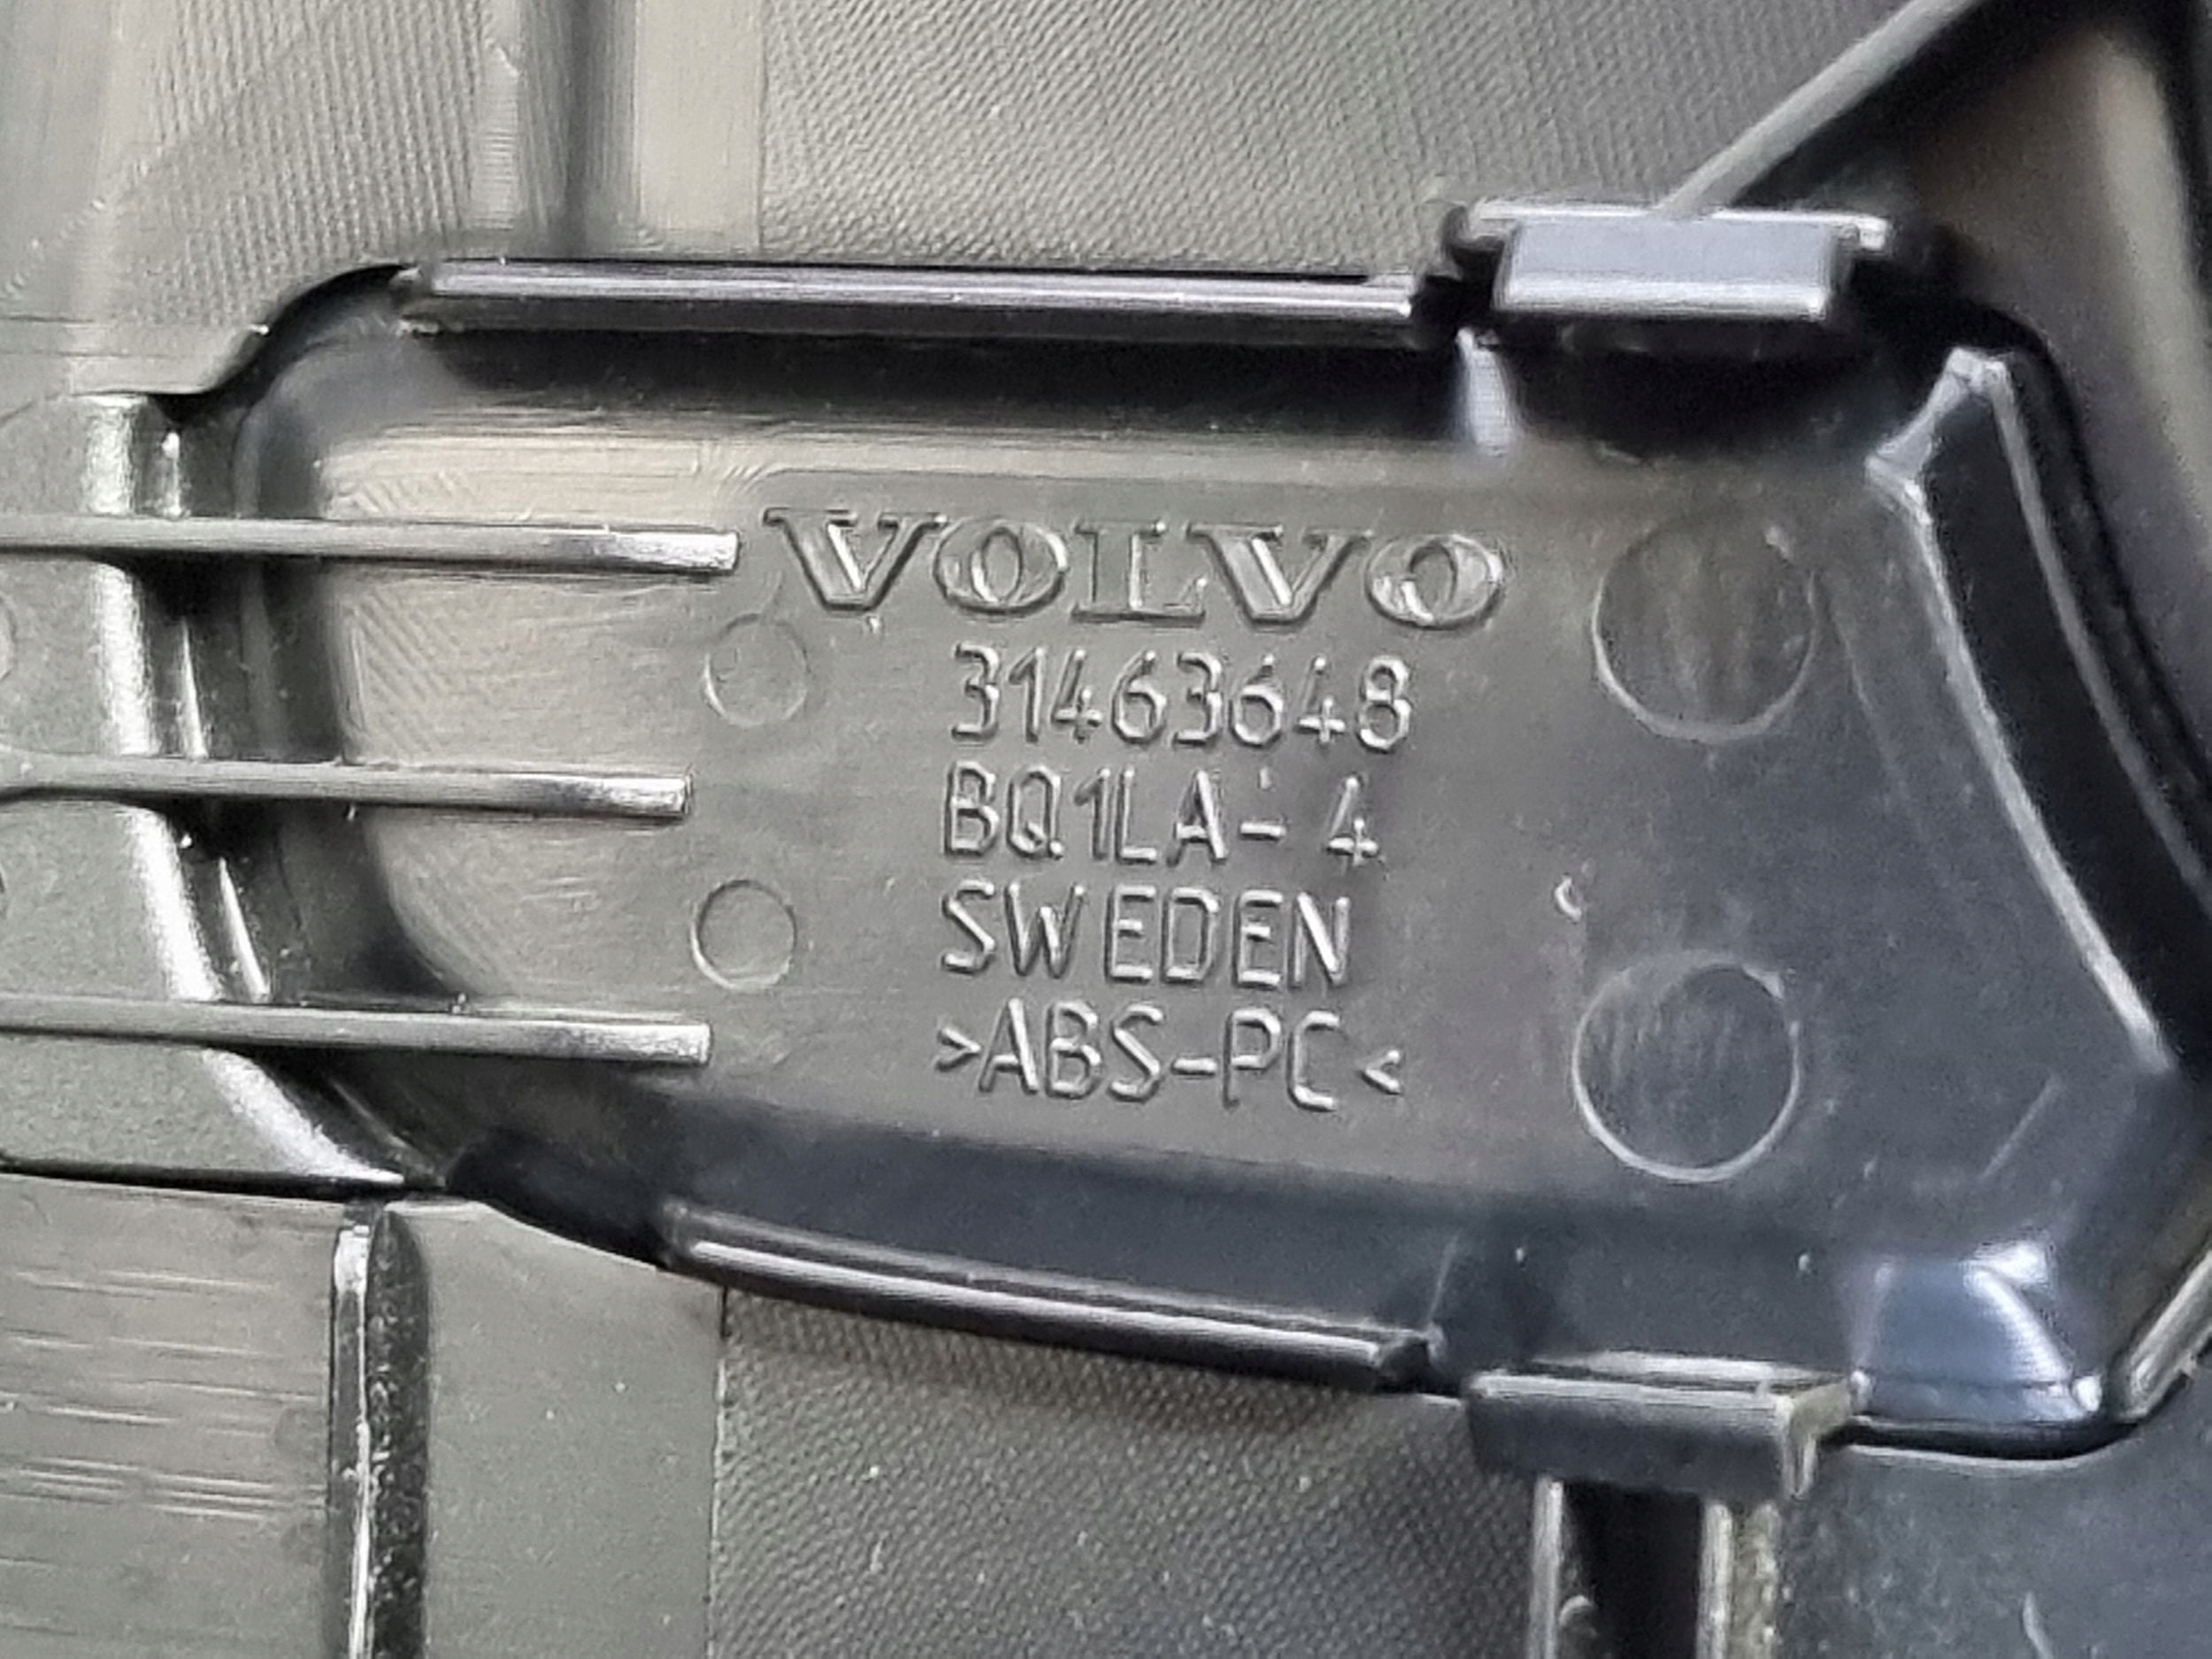 VOLVO
31463648
BQ1LA-4
SWEDEN
>ABS-PC<